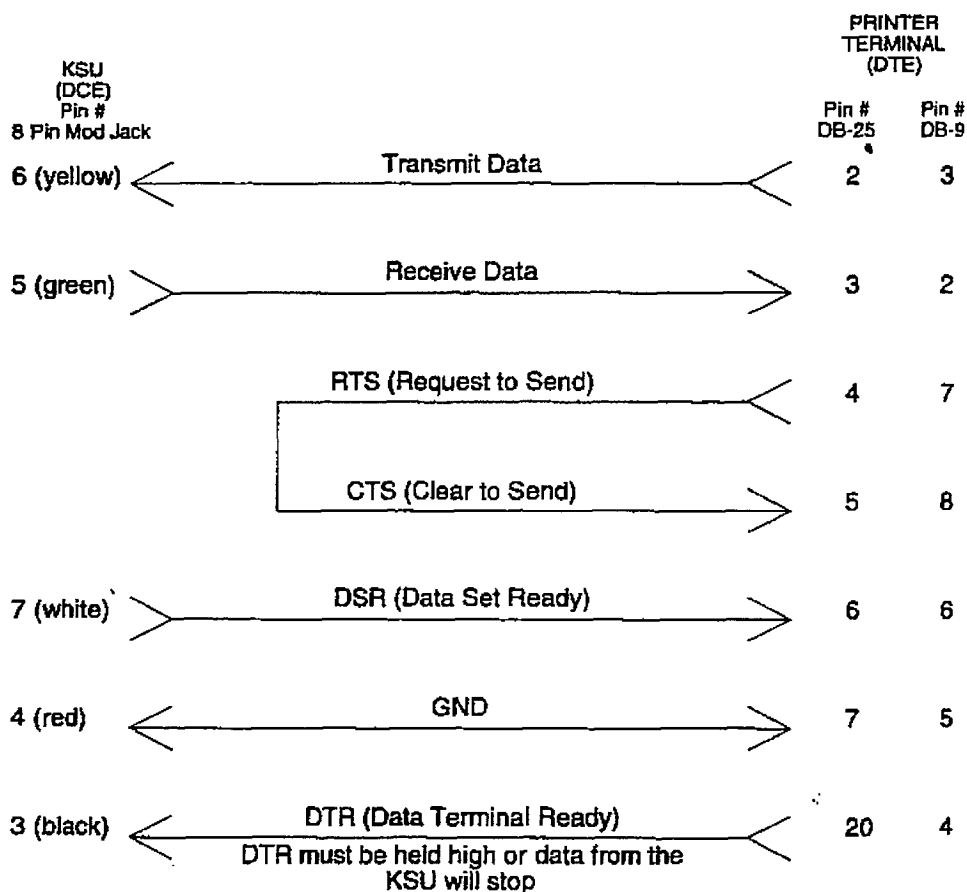 PRINTER
TERMINAL
(DTE)
KSU
(DCE)
Pin #
8 Pin Mod Jack
Pin #
DB-25
Pin #
DB-9
6 (yellow) Transmit Data 2 3
5 (green) Receive Data 3 2
RTS (Request to Send) 4 7
CTS (Clear to Send) 5 8
7 (white) DSR (Data Set Ready) 6 6
4 (red) GND 7 5
3 (black) DTR (Data Terminal Ready) 20 4
DTR must be held high or data from the
KSU will stop